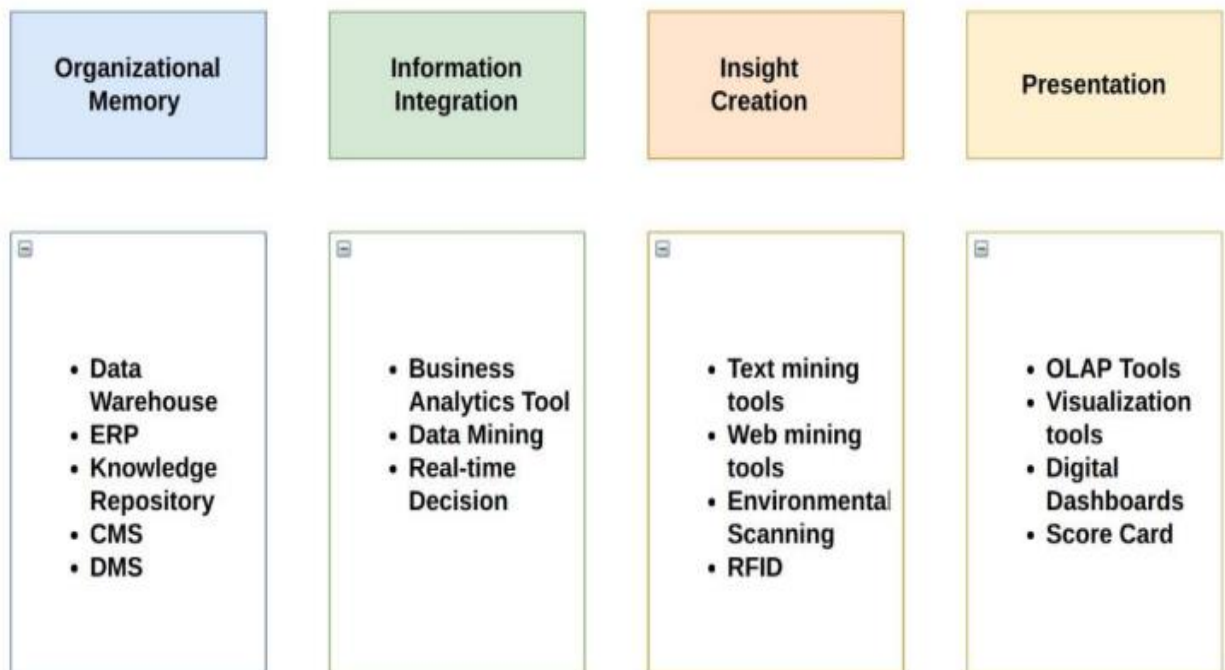 Organizational
Memory
Information
Integration
Insight
Creation
Presentation
• Data
Warehouse
• ERP
• Knowledge
Repository
• CMS
• DMS
• Business
Analytics Tool
• Data Mining
• Real-time
Decision
• Text mining
tools
• Web mining
tools
• Environmental
Scanning
• RFID
• OLAP Tools
• Visualization
tools
• Digital
Dashboards
• Score Card